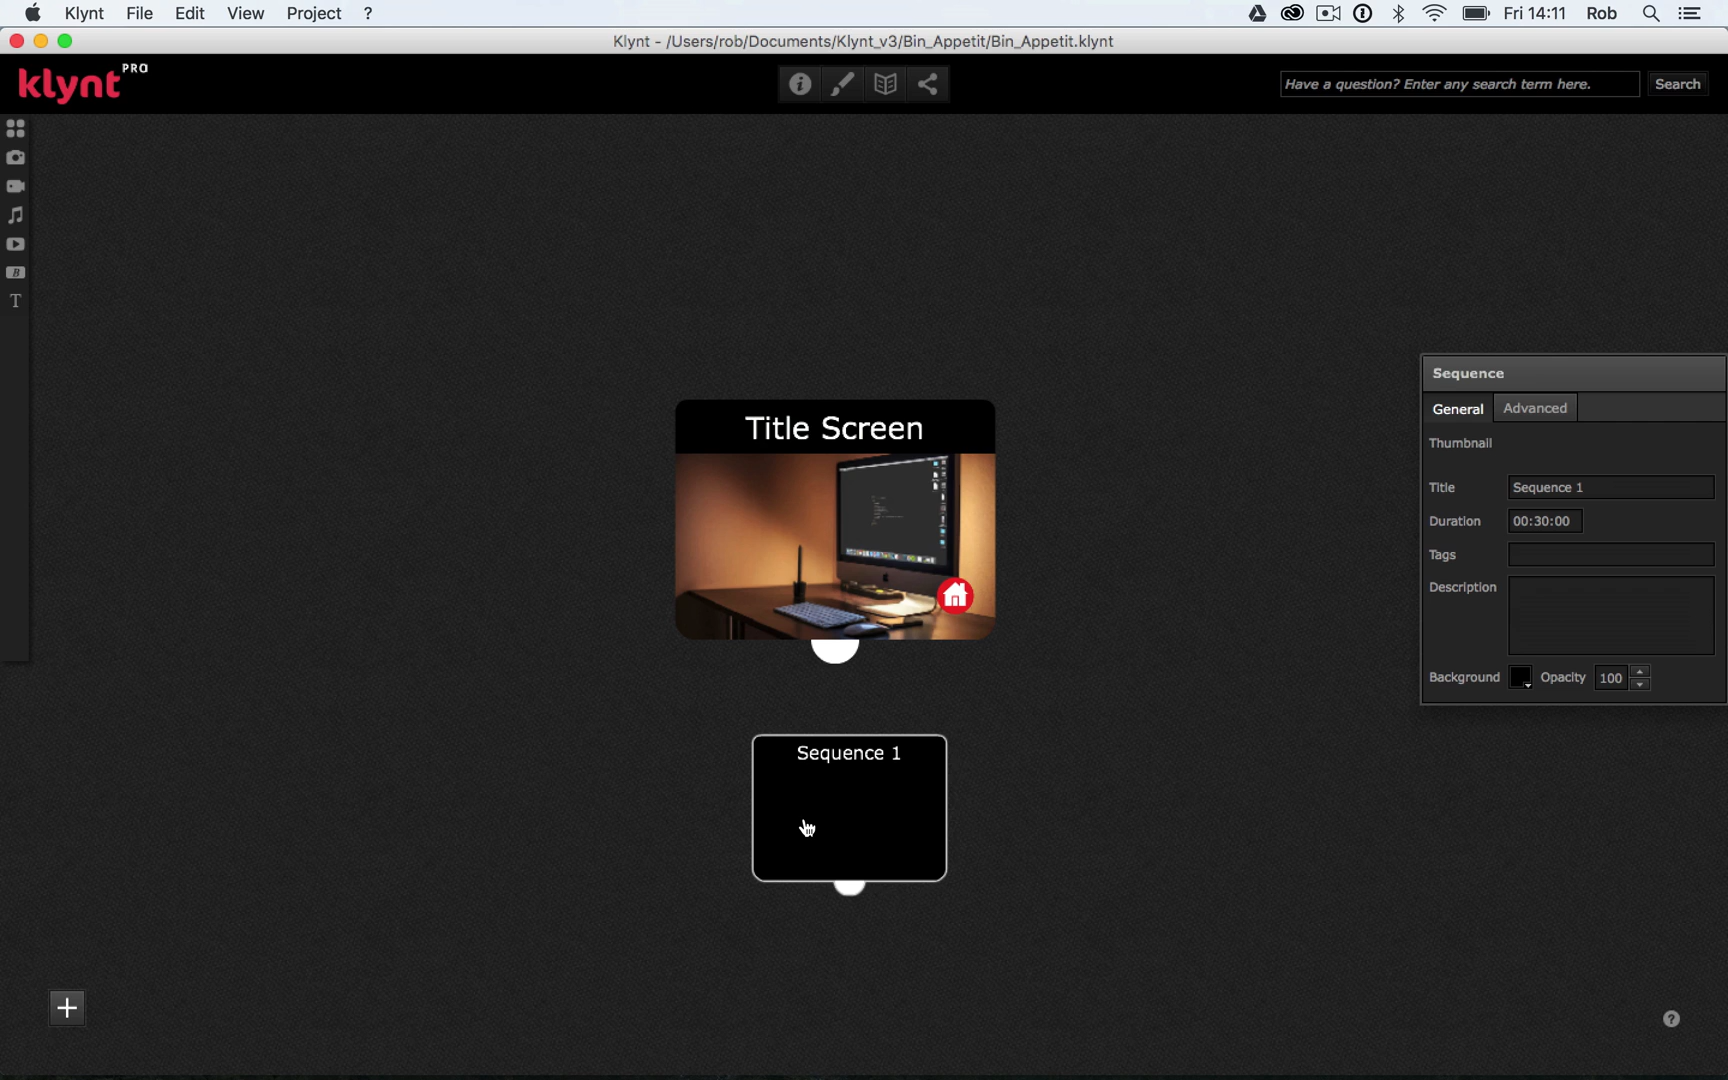 Klynt File Edit View Project ? Fri 14:11 Rob
Klynt - /Users/rob/Documents/Klynt_v3/Bin_Appetit/Bin_Appetit.klynt
klynt PRO
Have a question? Enter any search term here. Search
B
T
Title Screen
Sequence 1
Sequence
General Advanced
Thumbnail
Title Sequence 1
Duration 00:30:00
Tags
Description
Background Opacity 100
+
?